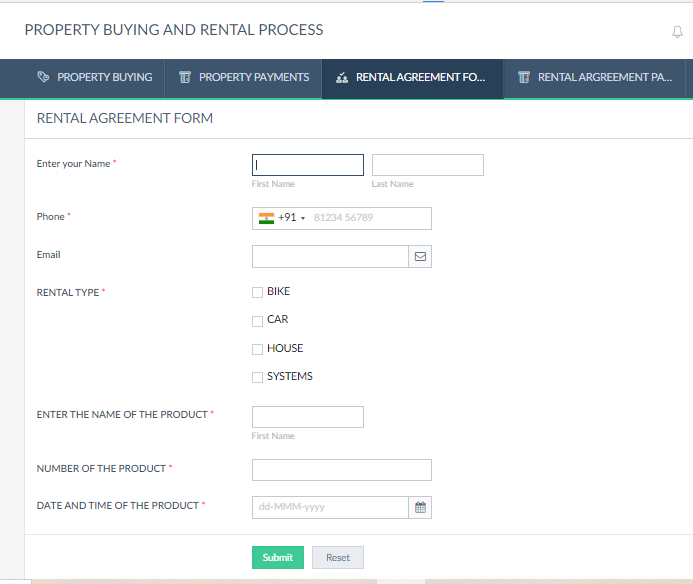 PROPERTY BUYING AND RENTAL PROCESS
PROPERTY BUYING PROPERTY PAYMENTS RENTAL AGREEMENT FO... RENTAL ARGREEMENT PA...
RENTAL AGREEMENT FORM
Enter your Name *
First Name Last Name
Phone * +91 81234 56789
Email
RENTAL TYPE * BIKE
CAR
HOUSE
SYSTEMS
ENTER THE NAME OF THE PRODUCT *
First Name
NUMBER OF THE PRODUCT *
DATE AND TIME OF THE PRODUCT * dd-MMM-yyyy
Submit Reset